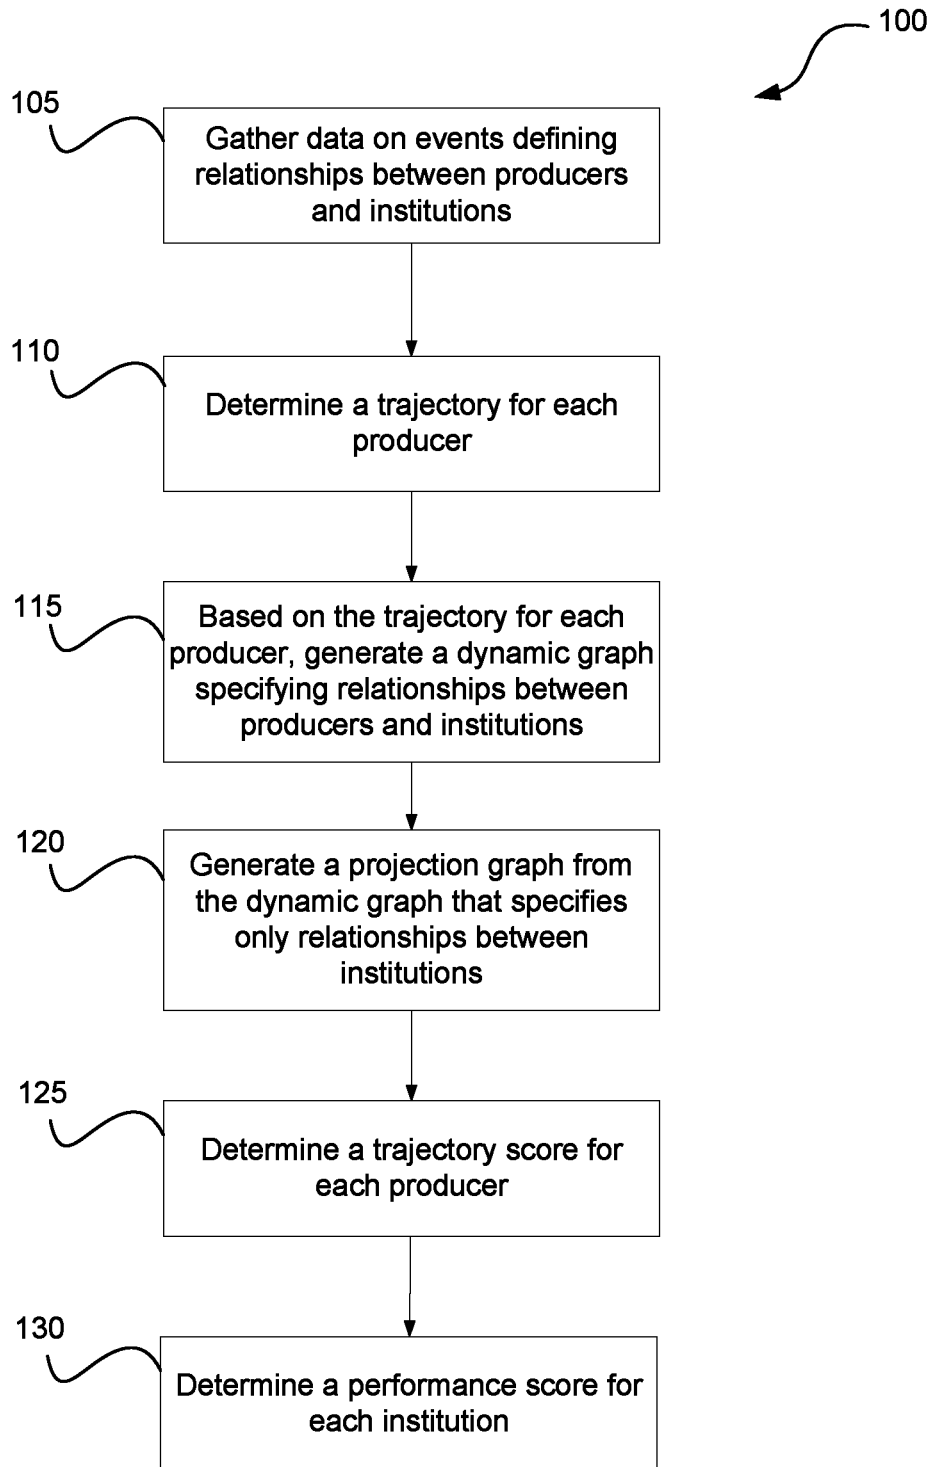 100
105
Gather data on events defining
relationships between producers
and institutions
110
Determine a trajectory for each
producer
115
Based on the trajectory for each
producer, generate a dynamic graph
specifying relationships between
producers and institutions
120
Generate a projection graph from
the dynamic graph that specifies
only relationships between
institutions
125
Determine a trajectory score for
each producer
130
Determine a performance score for
each institution